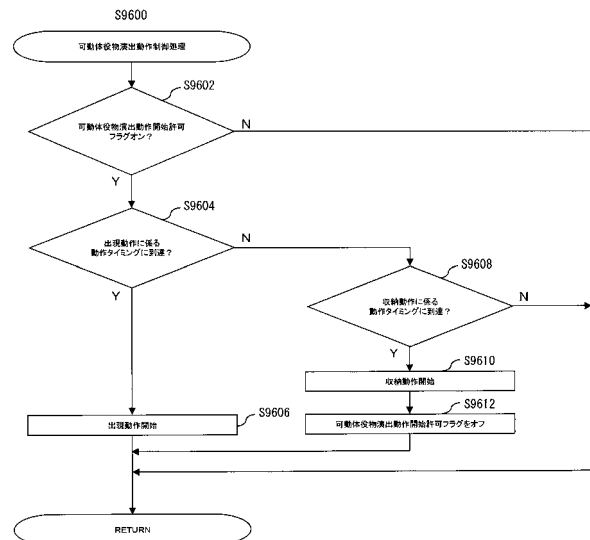 S9600
可動体役物演出動作制御処理
S9602
可動体役物演出動作開始許可
フラグオン?
N
Y
S9604
出現動作に係る
動作タイミングに到達?
N
Y
S9608
収納動作に係る
動作タイミングに到達?
N
Y
S9610
収納動作開始
S9612
可動体役物演出動作開始許可フラグをオフ
S9606
出現動作開始
RETURN